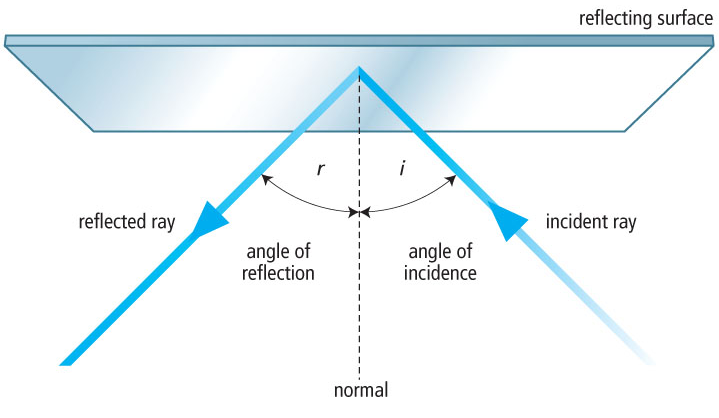 reflecting surface
r
i
reflected ray
incident ray
angle of
reflection
angle of
incidence
normal